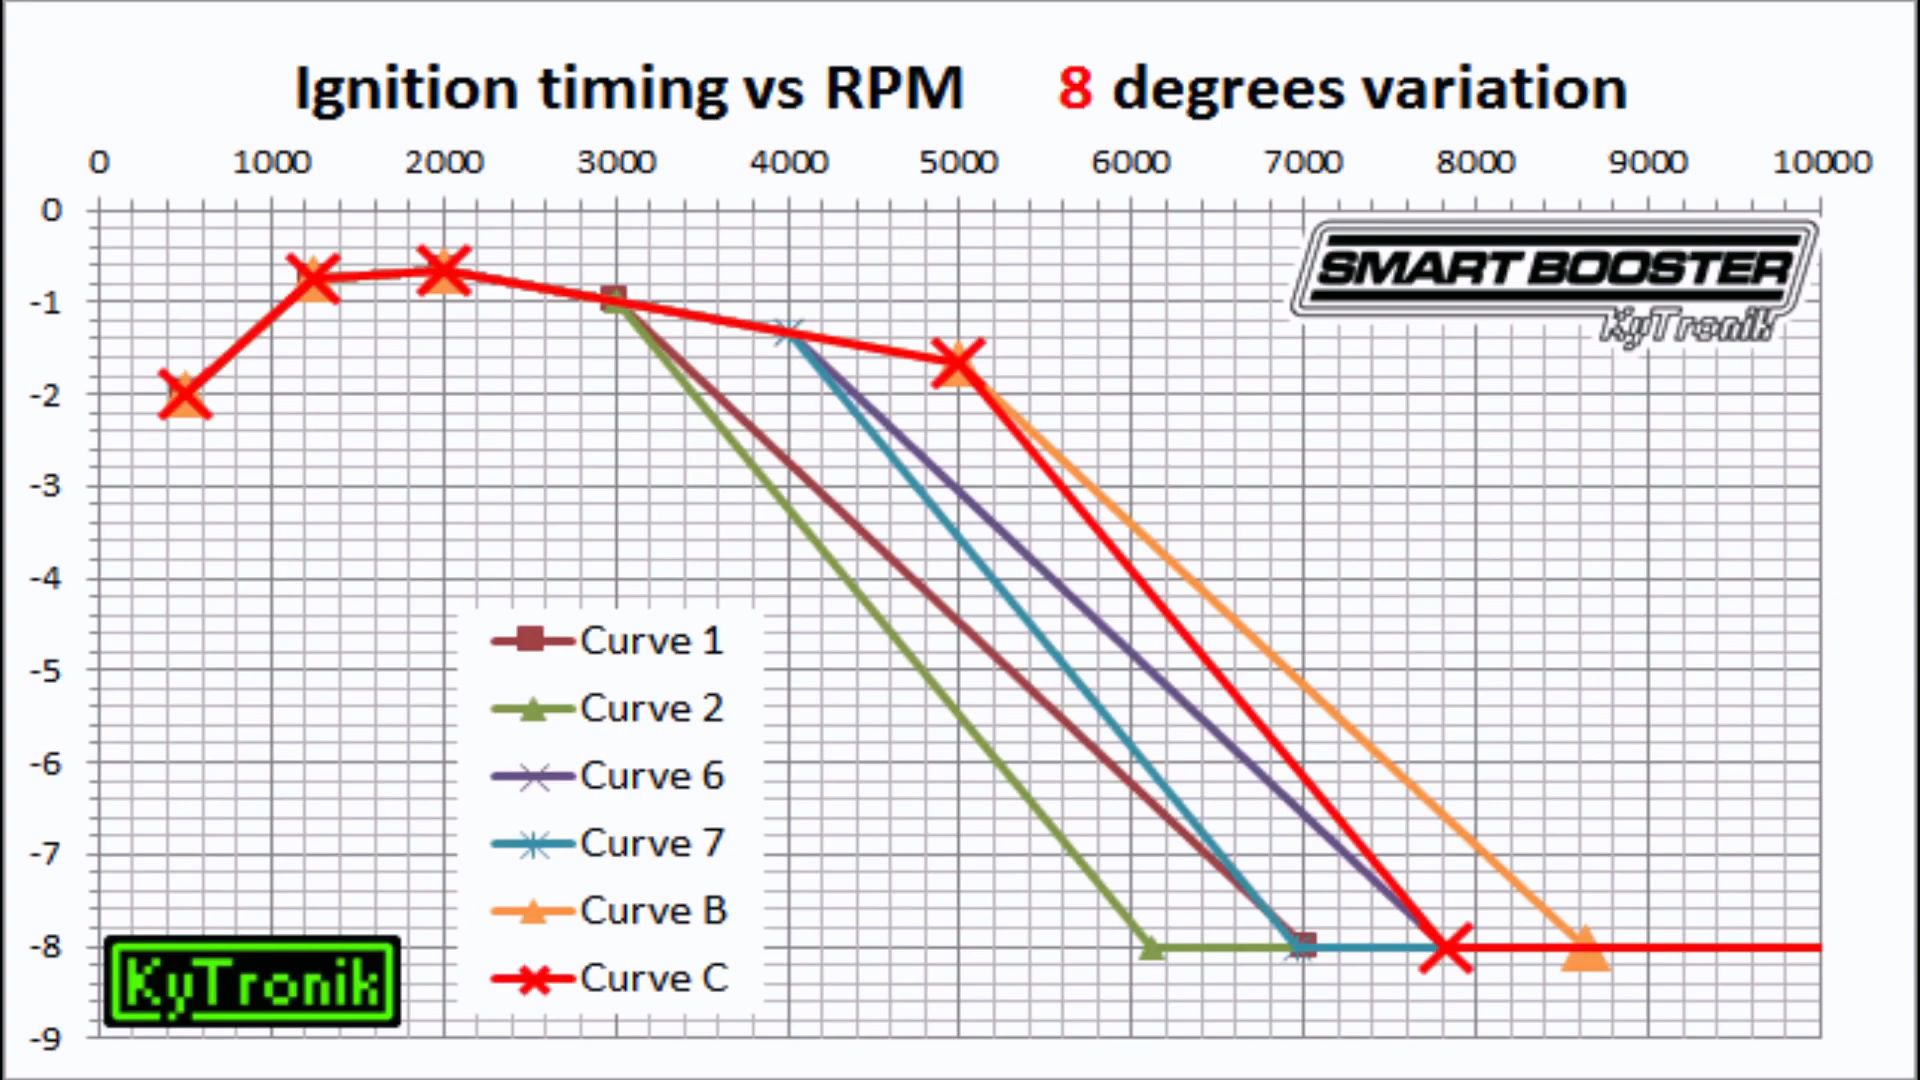 Ignition timing vs RPM 8 degrees variation
0 1000 2000 3000 4000 5000 6000 7000 8000 9000 10000
0
SMART BOOSTER
-1
KyTronik
-2
-3
-4
-5
Curve 1
Curve 2
-6
Curve 6
-7
Curve 7
Curve B
-8
Curve C
KyTronik
-9